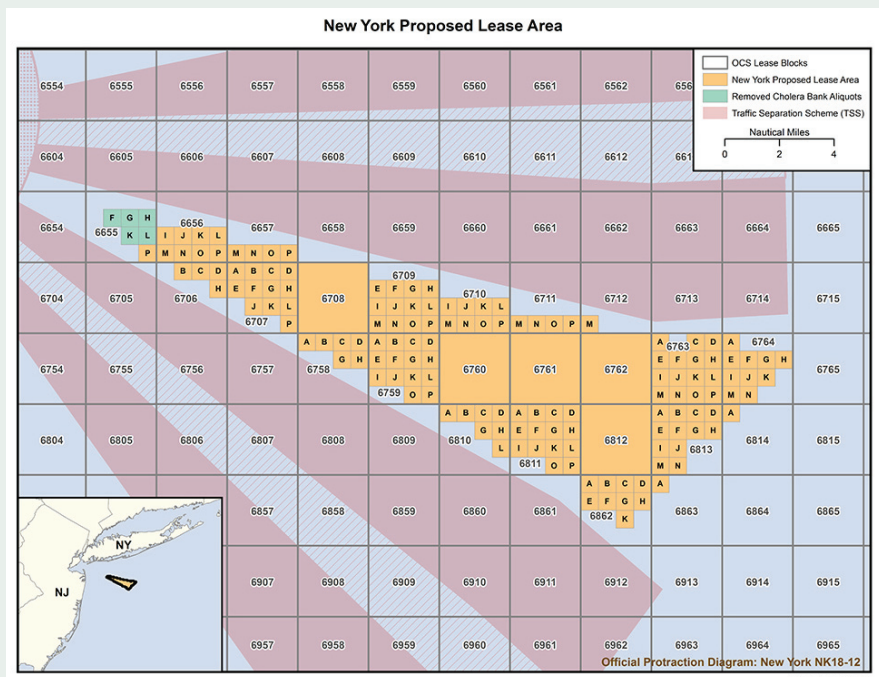 New York Proposed Lease Area
OCS Lease Blocks
New York Proposed Lease Area
Removed Cholera Bank Aliquots
Traffic Separation Scheme (TSS)
Nautical Miles
0 2 4
6554 6555 6556 6557 6558 6559 6560 6561 6562 656
6604 6605 6606 6607 6608 6609 6610 6611 6612 661
F G H
6654 6655 6656 6657 6658 6659 6660 6661 6662 6663 6664 6665
K L I J K L
P M N O P M N O P
B C D A B C D
6704 6705 6706 6708 6709 6710 6711 6712 6713 6714 6715
H E F G H E F G H
J K L I J K L I J K L
6707 P M N O P M N O P M N O P M
A B C D A B C D A 6763 C D A 6764
6754 6755 6756 6757 6758 G H E F G H 6760 6761 6762 E F G H E F G H 6765
I J K L I J K L I J K
6759 O P M N O P M N
A B C D A B C D A B C D A
6804 6805 6806 6807 6808 6809 6810 G H E F G H 6812 E F G H 6814 6815
L I J K L I J 6813
6811 O P M N
A B C D A
6857 6858 6859 6860 6861 E F G H 6863 6864 6865
6862 K
6907 6908 6909 6910 6911 6912 6913 6914 6915
6957 6958 6959 6960 6961 6962 6963 6964 6965
NY
NJ
Official Protraction Diagram: New York NK18-12